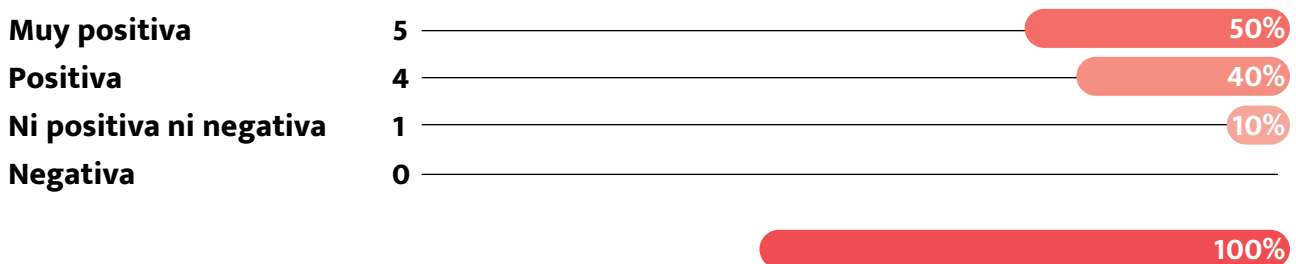 Muy positiva 5 50%
Positiva 4 40%
Ni positiva ni negativa 1 10%
Negativa 0
100%